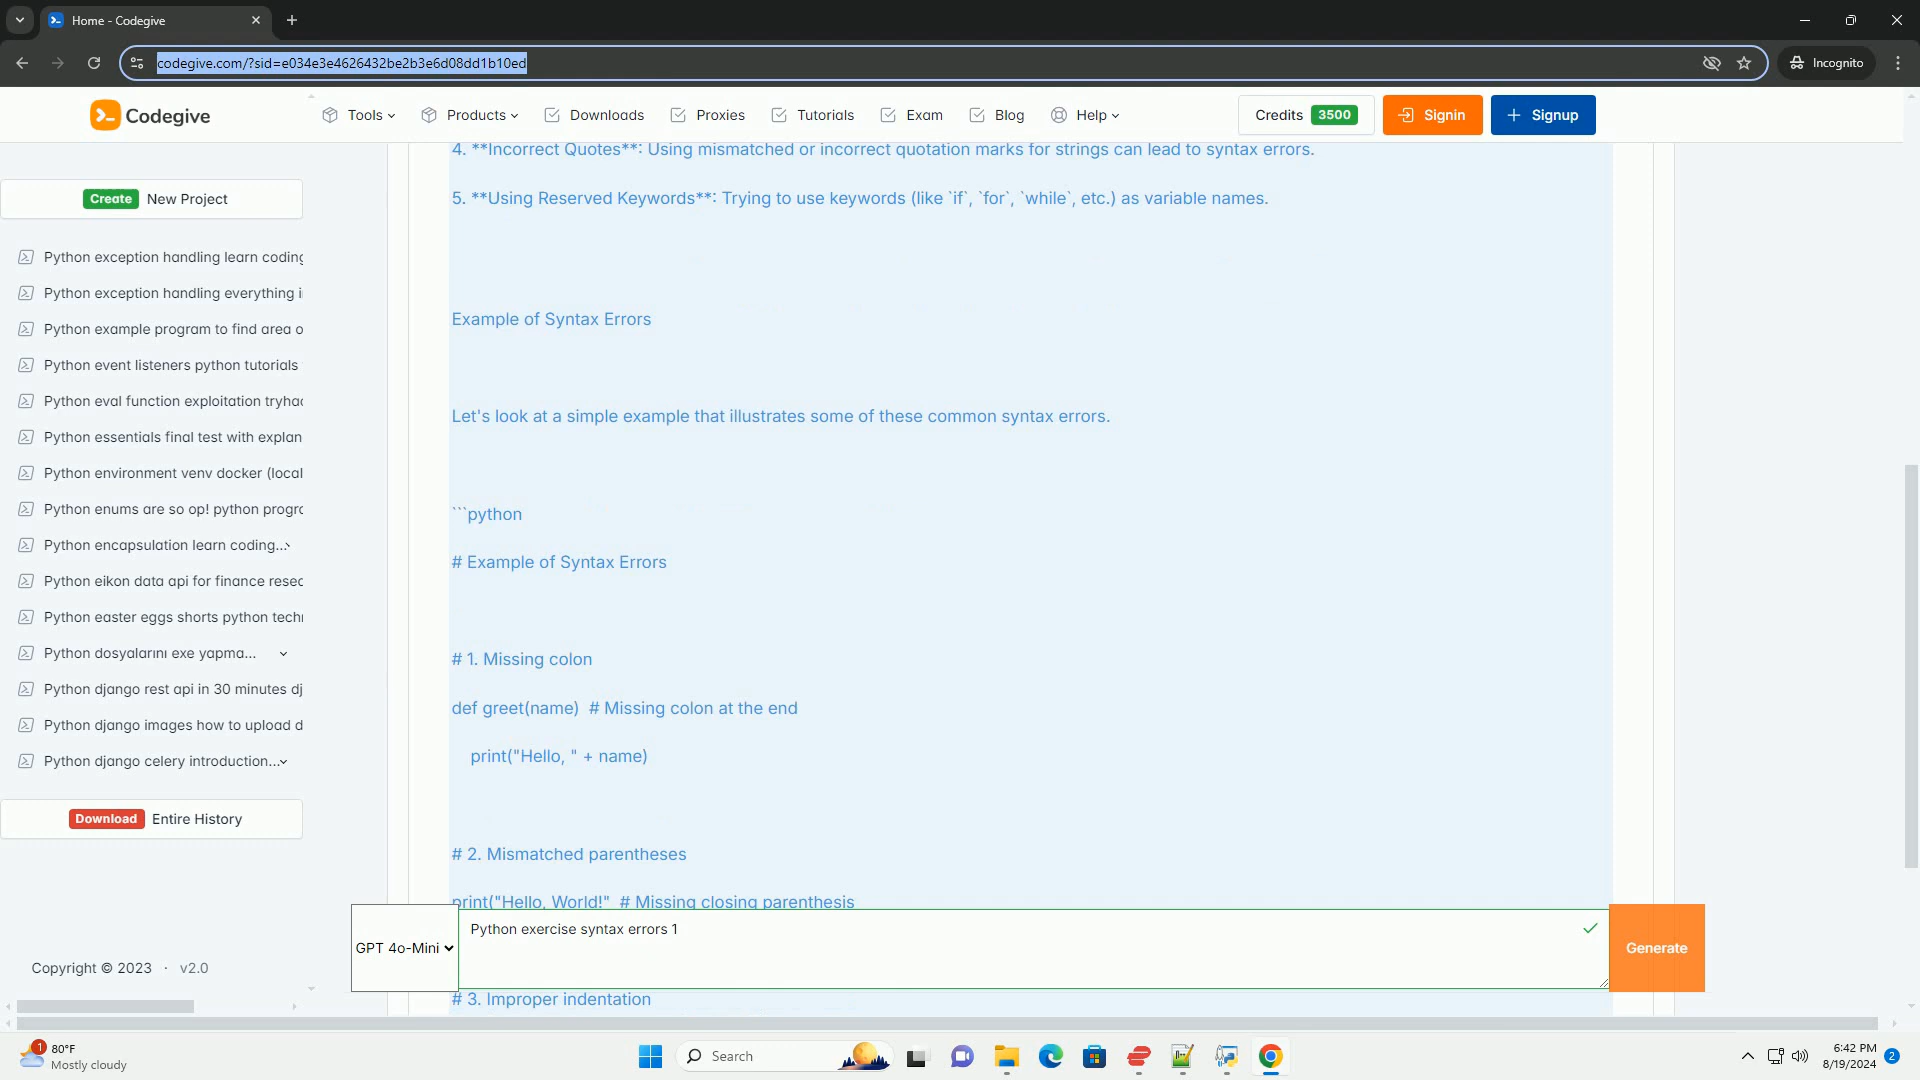 Home - Codegive
codegive.com/?sid=e034e3e4626432be2b3e6d08dd1b10ed
Incognito
Codegive
Tools
Products
Downloads
Proxies
Tutorials
Exam
Blog
Help
Credits 3500
Signin
Signup
Create New Project
Python exception handling learn coding
Python exception handling everything i
Python example program to find area o
Python event listeners python tutorials
Python eval function exploitation tryhac
Python essentials final test with explan
Python environment venv docker (local
Python enums are so op! python progra
Python encapsulation learn coding...
Python eikon data api for finance resea
Python easter eggs shorts python techn
Python dosyalarını exe yapma...
Python django rest api in 30 minutes dj
Python django images how to upload d
Python django celery introduction...
Download Entire History
Copyright © 2023 · v2.0
4. **Incorrect Quotes**: Using mismatched or incorrect quotation marks for strings can lead to syntax errors.
5. **Using Reserved Keywords**: Trying to use keywords (like `if`, `for`, `while`, etc.) as variable names.
Example of Syntax Errors
Let's look at a simple example that illustrates some of these common syntax errors.
```python
# Example of Syntax Errors
# 1. Missing colon
def greet(name)  # Missing colon at the end
print("Hello, " + name)
# 2. Mismatched parentheses
print("Hello, World!"  # Missing closing parenthesis
GPT 4o-Mini
Python exercise syntax errors 1
Generate
# 3. Improper indentation
1
80°F
Mostly cloudy
Search
6:42 PM
8/19/2024
2